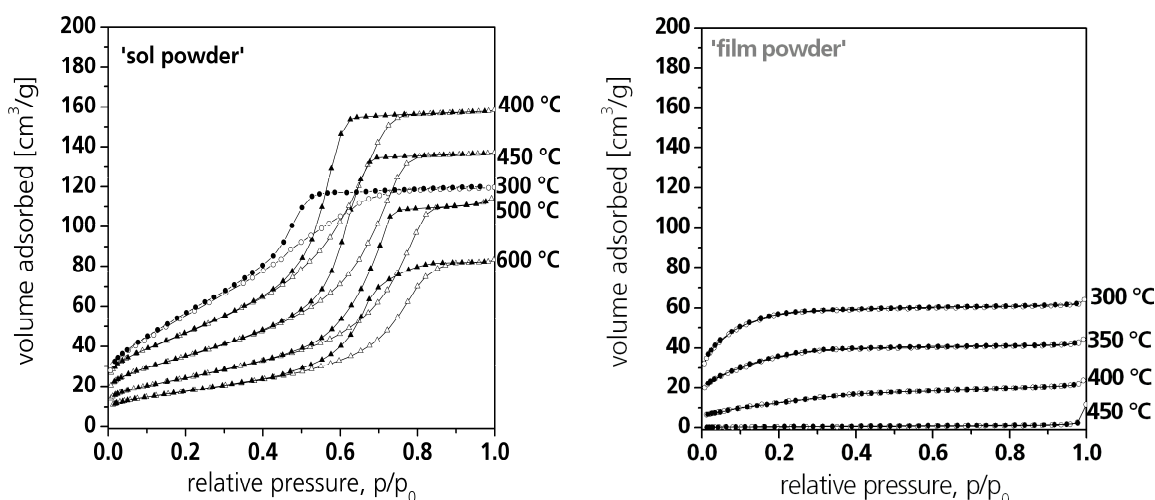 'sol powder'
volume adsorbed [cm³/g]
200
180
160
140
120
100
80
60
40
20
0
400 °C
450 °C
300 °C
500 °C
600 °C
0.0 0.2 0.4 0.6 0.8 1.0
relative pressure, p/p₀
'film powder'
volume adsorbed [cm³/g]
200
180
160
140
120
100
80
60
40
20
0
300 °C
350 °C
400 °C
450 °C
0.0 0.2 0.4 0.6 0.8 1.0
relative pressure, p/p₀